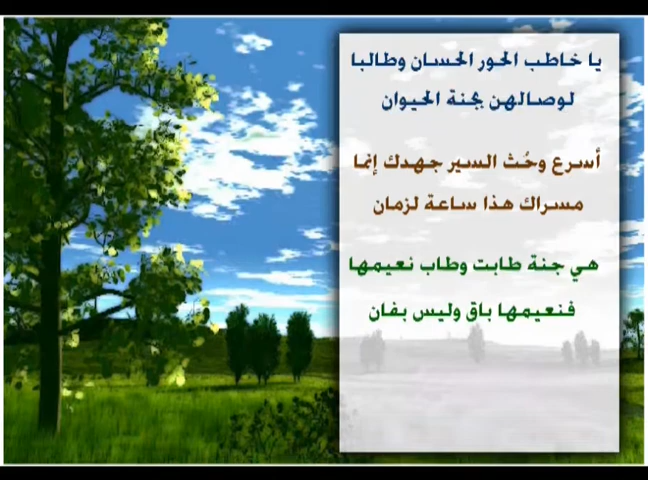 يا خاطب الحور الحسان وطالبا
لوصالهن بجنة الحيوان
أسرع وحُث السير جهدك إنما
مسراك هذا ساعة لزمان
هي جنة طابت وطاب نعيمها
فنعيمها باق وليس بفان